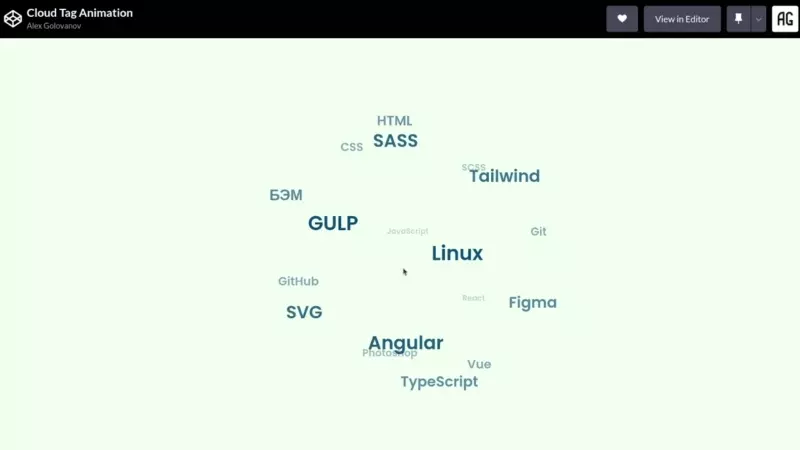 Cloud Tag Animation
Alex Golovanov
View in Editor
AG
HTML
SASS
CSS
SCSS
Tailwind
БЭМ
GULP
JavaScript
Git
Linux
GitHub
React
Figma
SVG
Angular
Photoshop
Vue
TypeScript